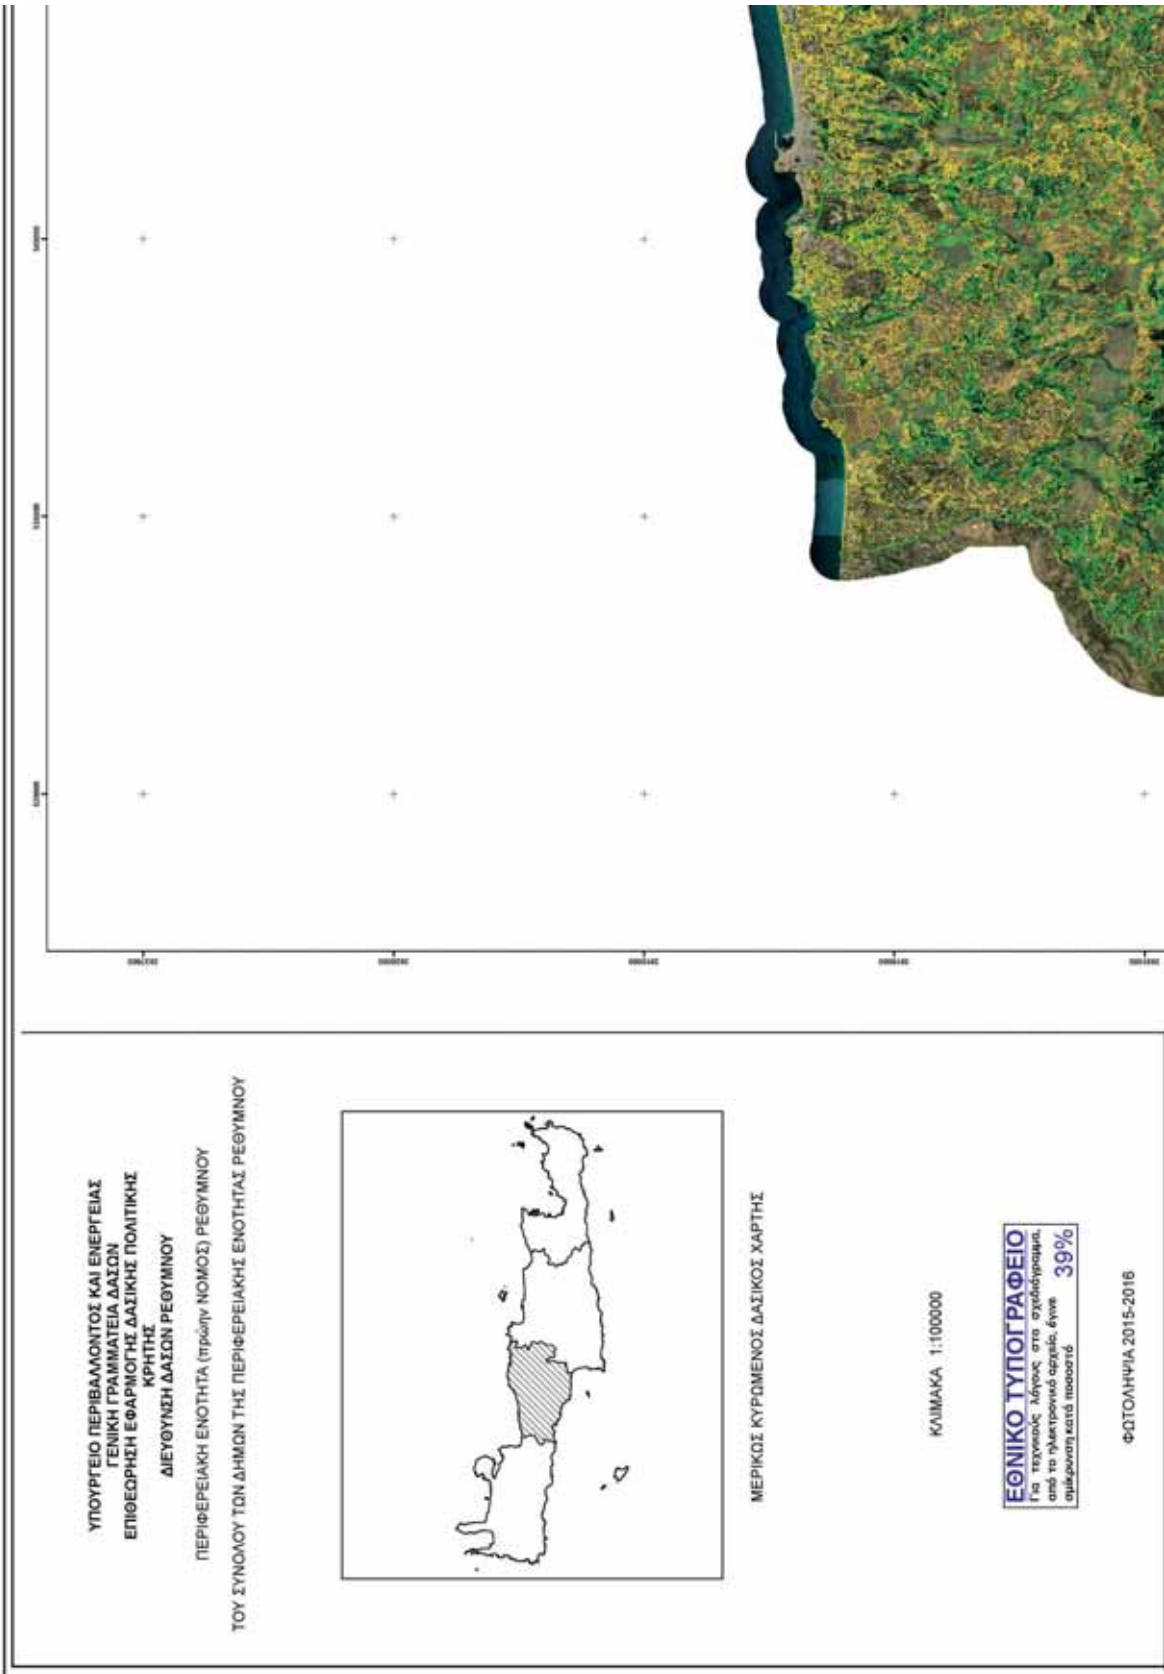 ΥΠΟΥΡΓΕΙΟ ΠΕΡΙΒΑΛΛΟΝΤΟΣ ΚΑΙ ΕΝΕΡΓΕΙΑΣ
ΓΕΝΙΚΗ ΓΡΑΜΜΑΤΕΙΑ ΔΑΣΩΝ
ΕΠΙΘΕΩΡΗΣΗ ΕΦΑΡΜΟΓΗΣ ΔΑΣΙΚΗΣ ΠΟΛΙΤΙΚΗΣ
ΚΡΗΤΗΣ
ΔΙΕΥΘΥΝΣΗ ΔΑΣΩΝ ΡΕΘΥΜΝΟΥ
ΠΕΡΙΦΕΡΕΙΑΚΗ ΕΝΟΤΗΤΑ (πρώην ΝΟΜΟΣ) ΡΕΘΥΜΝΟΥ
ΤΟΥ ΣΥΝΟΛΟΥ ΤΩΝ ΔΗΜΩΝ ΤΗΣ ΠΕΡΙΦΕΡΕΙΑΚΗΣ ΕΝΟΤΗΤΑΣ ΡΕΘΥΜΝΟΥ
ΜΕΡΙΚΩΣ ΚΥΡΩΜΕΝΟΣ ΔΑΣΙΚΟΣ ΧΑΡΤΗΣ
ΚΛΙΜΑΚΑ 1:100000
ΕΘΝΙΚΟ ΤΥΠΟΓΡΑΦΕΙΟ
Για τεχνικούς λόγους στο σχεδιάγραμμα,
από το ηλεκτρονικό αρχείο, έγινε
σμίκρυνση κατά ποσοστό 39%
ΦΩΤΟΛΗΨΙΑ 2015-2016